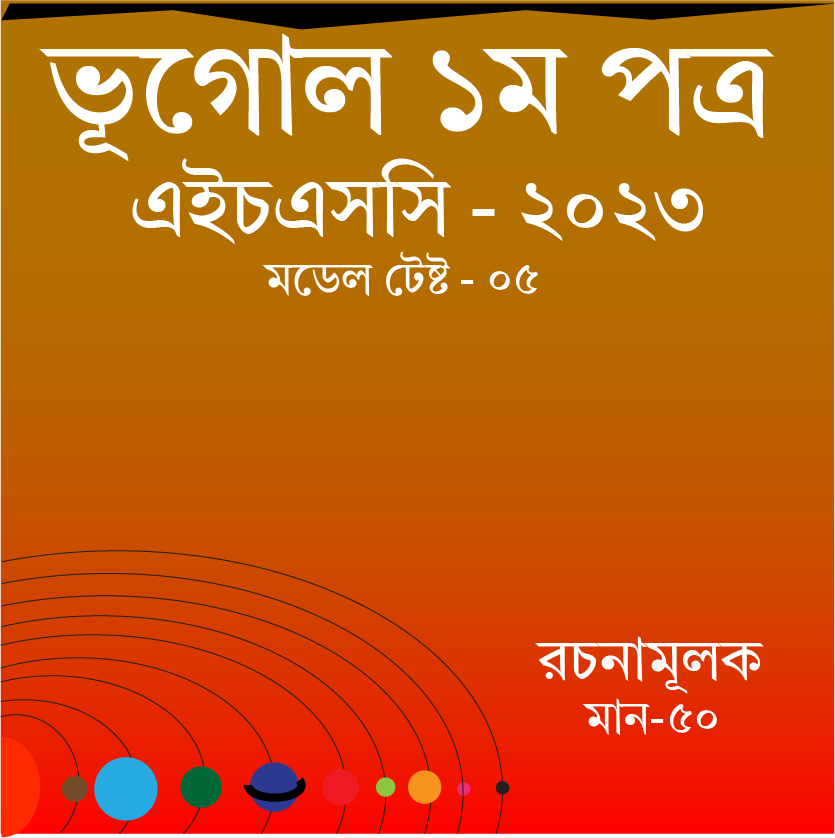 ভূগোল ১ম পত্র
এইচএসসি - ২০২৩
মডেল টেষ্ট - ০৫
রচনামূলক
মান-৫০